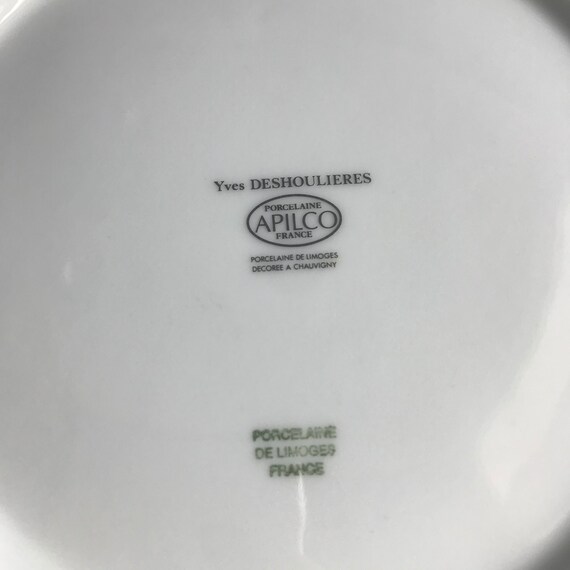 Yves DESHOULIERES
PORCELAINE
APILCO
FRANCE
PORCELAINE DE LIMOGES
DECOREE A CHAUVIGNY
PORCELAINE
DE LIMOGES
FRANCE